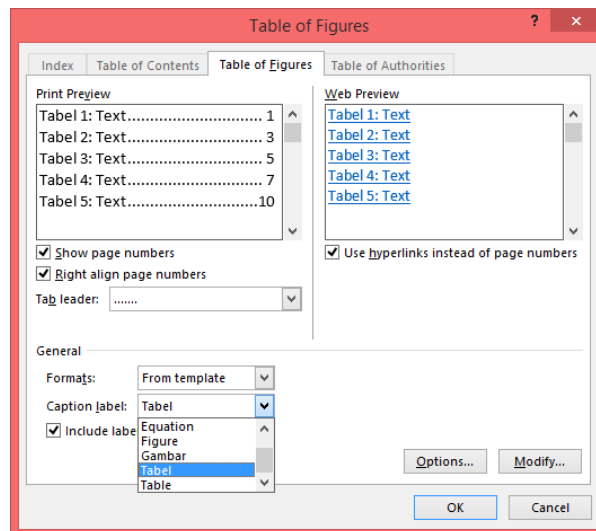 Table of Figures
? ×
Index Table of Contents Table of Figures Table of Authorities
Print Preview
Tabel 1: Text............................... 1
Tabel 2: Text............................... 3
Tabel 3: Text............................... 5
Tabel 4: Text............................... 7
Tabel 5: Text..............................10
Web Preview
Tabel 1: Text
Tabel 2: Text
Tabel 3: Text
Tabel 4: Text
Tabel 5: Text
Show page numbers
Right align page numbers
Tab leader: .......
Use hyperlinks instead of page numbers
General
Formats: From template
Caption label: Tabel
Include labe
Equation
Figure
Gambar
Tabel
Table
Options... Modify...
OK Cancel